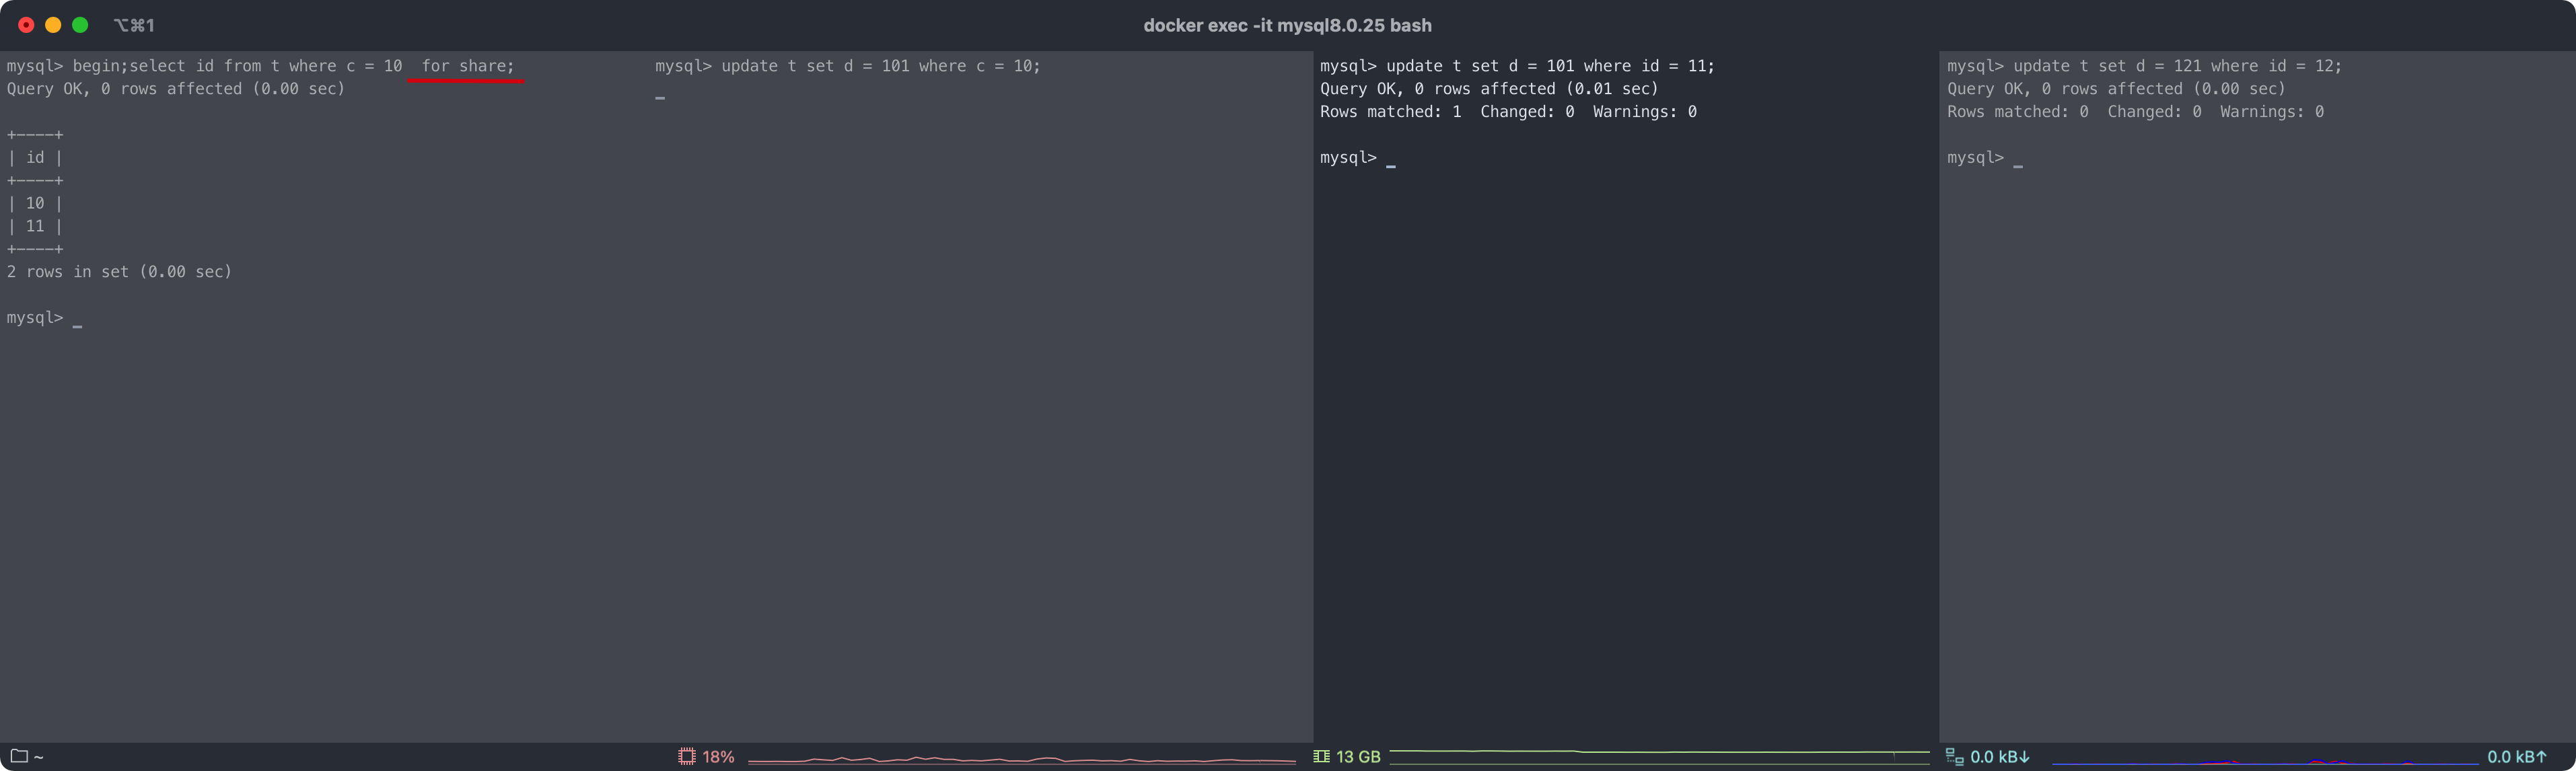 ⌥⌘1
docker exec -it mysql8.0.25 bash
mysql> begin;select id from t where c = 10  for share;
Query OK, 0 rows affected (0.00 sec)
+----+
| id |
+----+
| 10 |
| 11 |
+----+
2 rows in set (0.00 sec)
mysql> _
mysql> update t set d = 101 where c = 10;
_
mysql> update t set d = 101 where id = 11;
Query OK, 0 rows affected (0.01 sec)
Rows matched: 1  Changed: 0  Warnings: 0
mysql> _
mysql> update t set d = 121 where id = 12;
Query OK, 0 rows affected (0.00 sec)
Rows matched: 0  Changed: 0  Warnings: 0
mysql> _
~
18%
13 GB
0.0 kB↓
0.0 kB↑